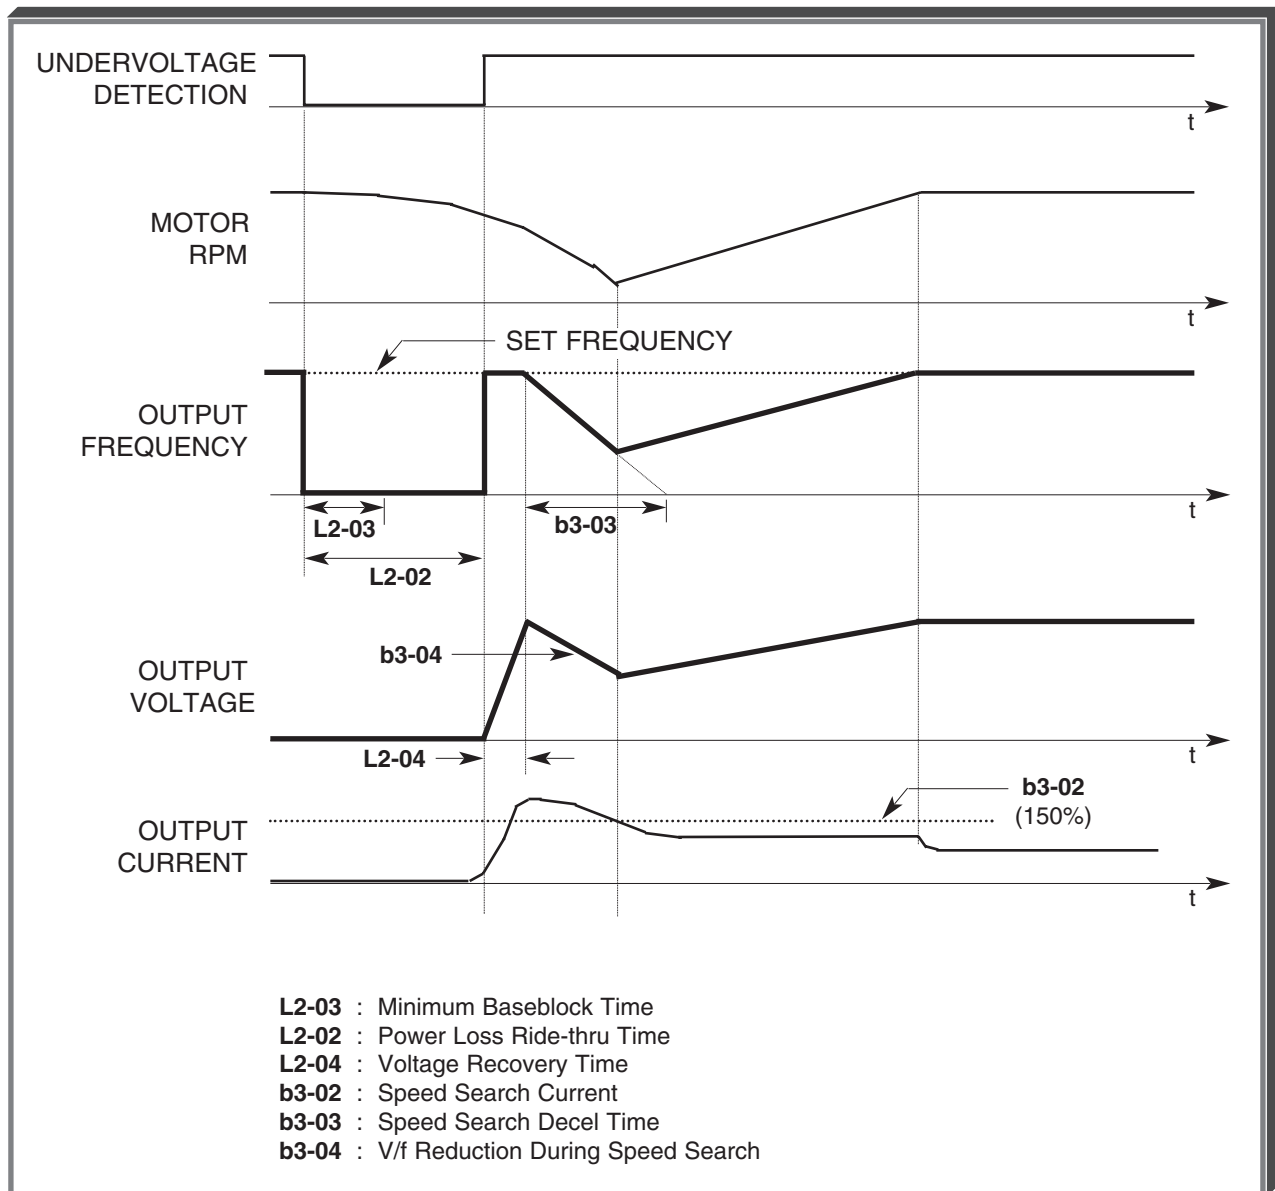 UNDERVOLTAGE
DETECTION
t
MOTOR
RPM
t
SET FREQUENCY
OUTPUT
FREQUENCY
t
L2-03
b3-03
L2-02
b3-04
OUTPUT
VOLTAGE
t
L2-04
b3-02
(150%)
OUTPUT
CURRENT
t
L2-03 : Minimum Baseblock Time
L2-02 : Power Loss Ride-thru Time
L2-04 : Voltage Recovery Time
b3-02 : Speed Search Current
b3-03 : Speed Search Decel Time
b3-04 : V/f Reduction During Speed Search